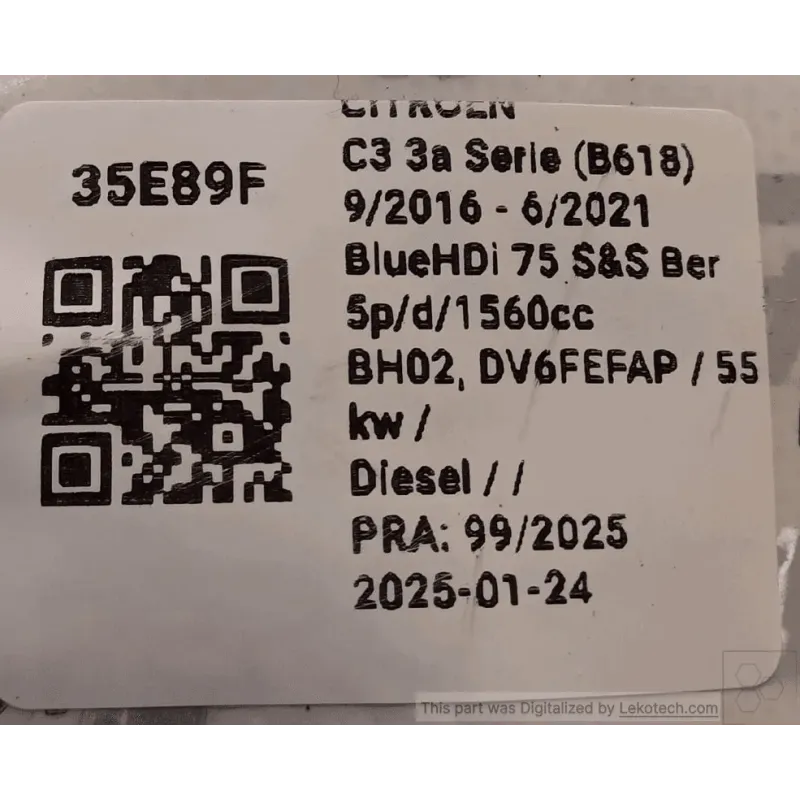 35E89F
CITROEN
C3 3a Serie (B618)
9/2016 - 6/2021
BlueHDi 75 S&S Ber
5p/d/1560cc
BH02, DV6FEFAP / 55
kw /
Diesel / /
PRA: 99/2025
2025-01-24
This part was Digitalized by Lekotech.com